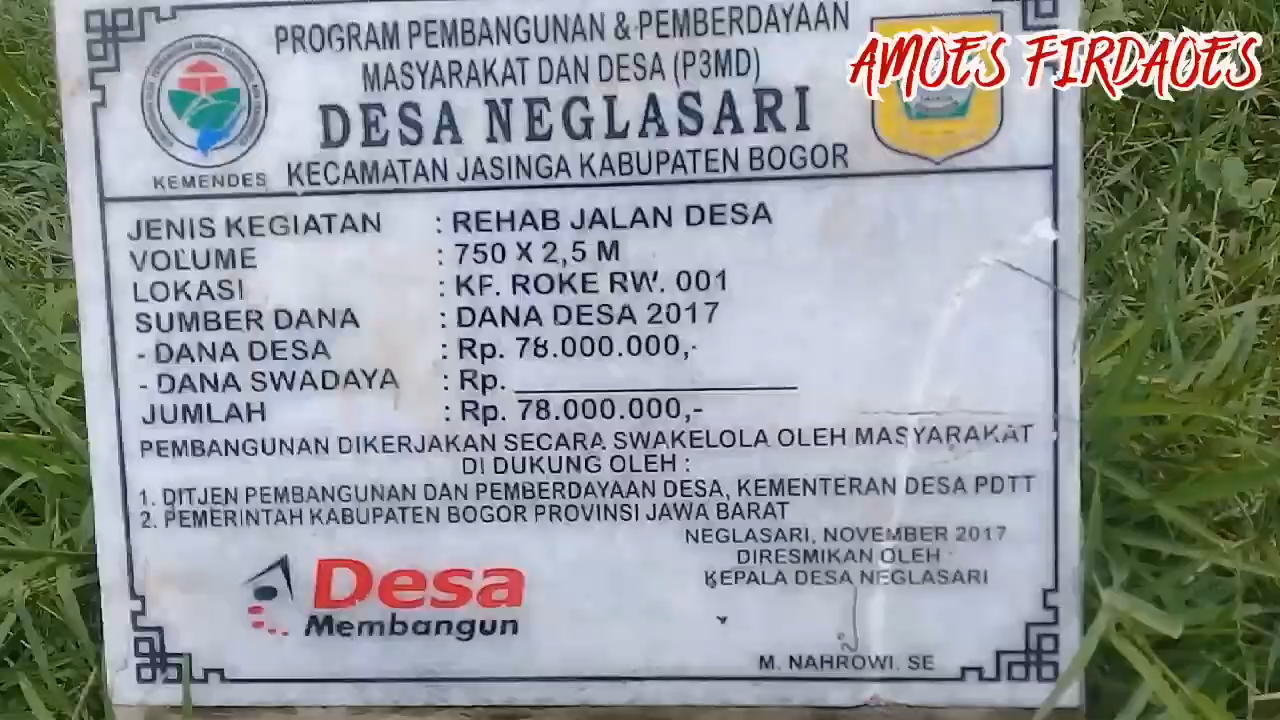 PROGRAM PEMBANGUNAN & PEMBERDAYAAN
MASYARAKAT DAN DESA (P3MD)
DESA NEGLASARI
KECAMATAN JASINGA KABUPATEN BOGOR
KEMENDES
AMOES FIRDAOES
JENIS KEGIATAN : REHAB JALAN DESA
VOLUME : 750 X 2,5 M
LOKASI : KP. ROKE RW. 001
SUMBER DANA : DANA DESA 2017
- DANA DESA : Rp. 78.000.000,-
- DANA SWADAYA : Rp.
JUMLAH : Rp. 78.000.000,-
PEMBANGUNAN DIKERJAKAN SECARA SWAKELOLA OLEH MASYARAKAT
DI DUKUNG OLEH :
1. DITJEN PEMBANGUNAN DAN PEMBERDAYAAN DESA, KEMENTERAN DESA PDTT
2. PEMERINTAH KABUPATEN BOGOR PROVINSI JAWA BARAT
NEGLASARI, NOVEMBER 2017
DIRESMIKAN OLEH
KEPALA DESA NEGLASARI
Desa
Membangun
M. NAHROWI. SE